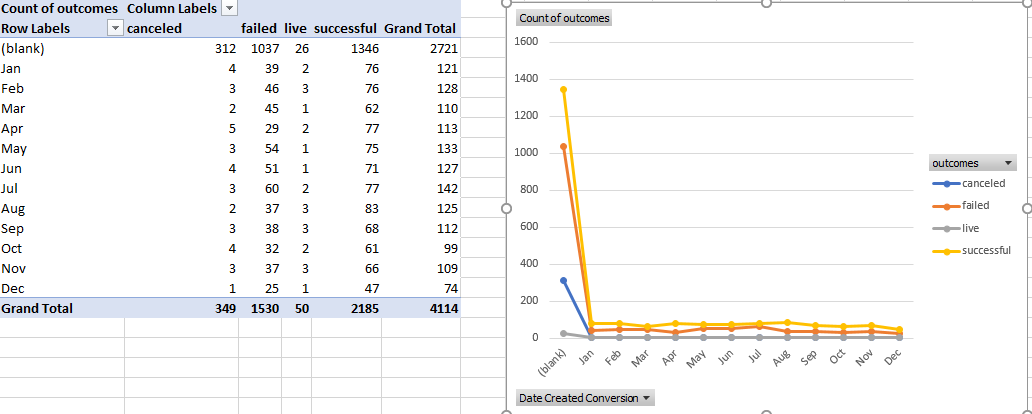 Count of outcomes Column Labels
Row Labels canceled failed live successful Grand Total
(blank) 312 1037 26 1346 2721
Jan 4 39 2 76 121
Feb 3 46 3 76 128
Mar 2 45 1 62 110
Apr 5 29 2 77 113
May 3 54 1 75 133
Jun 4 51 1 71 127
Jul 3 60 2 77 142
Aug 2 37 3 83 125
Sep 3 38 3 68 112
Oct 4 32 2 61 99
Nov 3 37 3 66 109
Dec 1 25 1 47 74
Grand Total 349 1530 50 2185 4114
Count of outcomes
1600
1400
1200
1000
800
600
400
200
0
(blank) Jan Feb Mar Apr May Jun Jul Aug Sep Oct Nov Dec
outcomes
canceled
failed
live
successful
Date Created Conversion